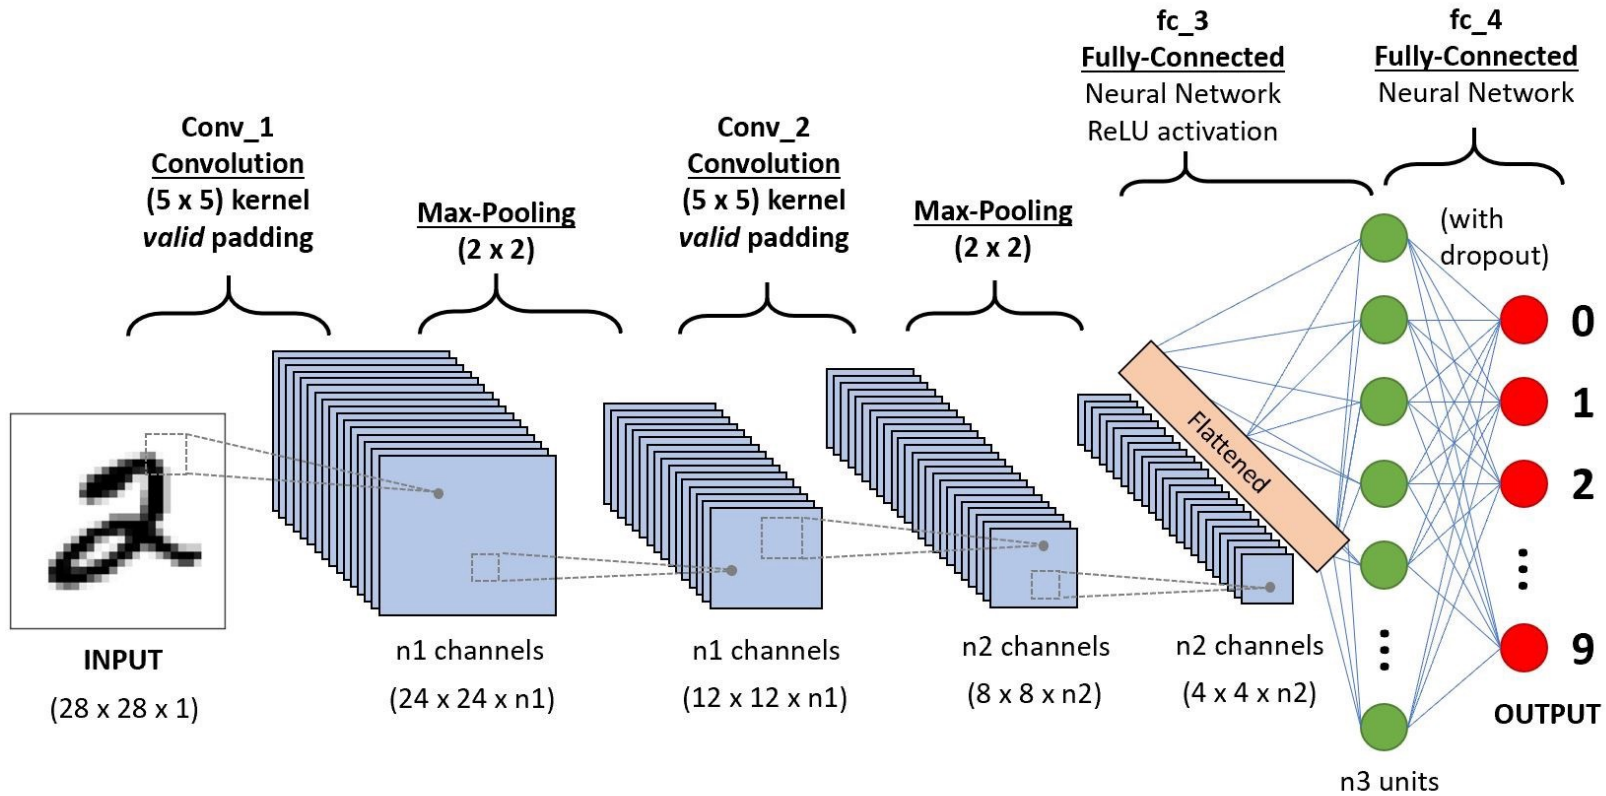 Conv_1
Convolution
(5 x 5) kernel
valid padding
Max-Pooling
(2 x 2)
Conv_2
Convolution
(5 x 5) kernel
valid padding
Max-Pooling
(2 x 2)
fc_3
Fully-Connected
Neural Network
ReLU activation
fc_4
Fully-Connected
Neural Network
(with
dropout)
Flattened
0
1
2
9
OUTPUT
2
INPUT
(28 x 28 x 1)
n1 channels
(24 x 24 x n1)
n1 channels
(12 x 12 x n1)
n2 channels
(8 x 8 x n2)
n2 channels
(4 x 4 x n2)
n3 units